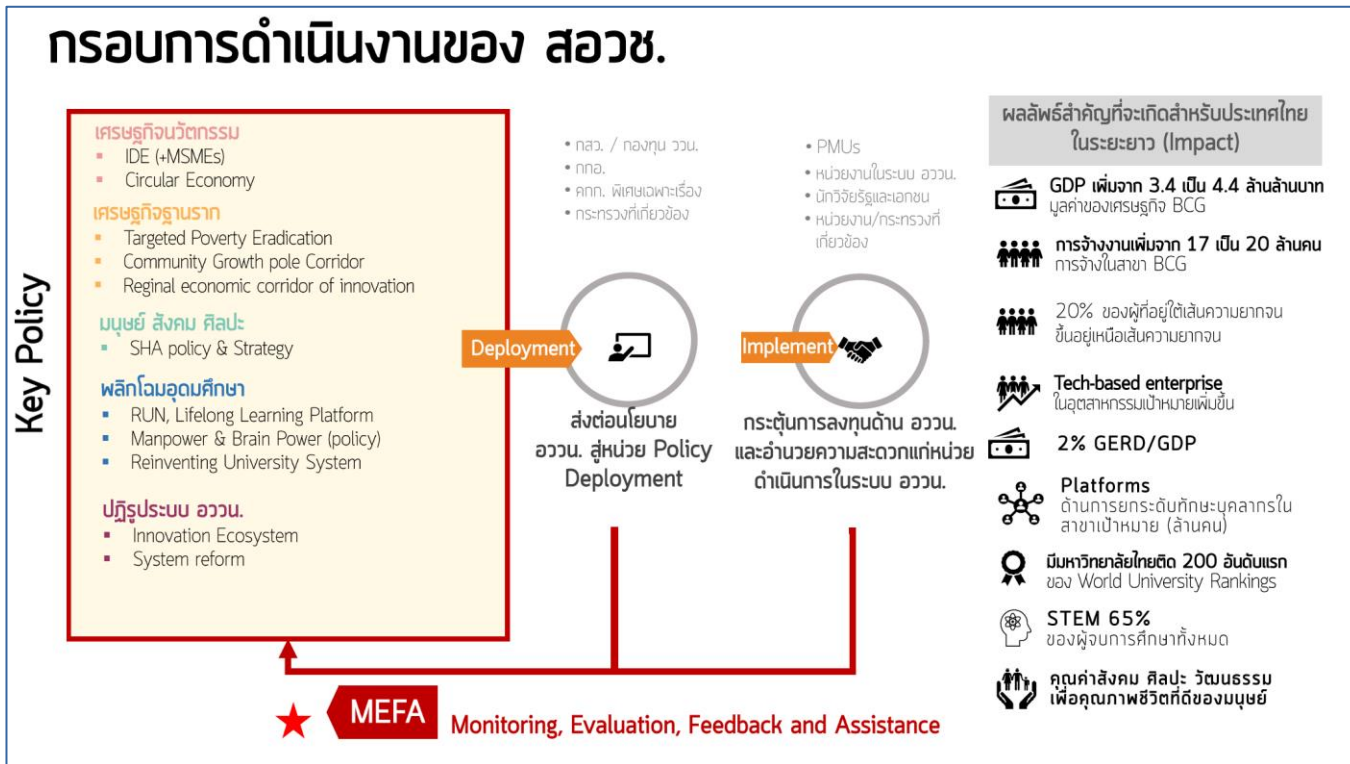 กรอบการดำเนินงานของ สอวช.
Key Policy
เศรษฐกิจนวัตกรรม
▪ IDE (+MSMEs)
▪ Circular Economy
เศรษฐกิจฐานราก
▪ Targeted Poverty Eradication
▪ Community Growth pole Corridor
▪ Reginal economic corridor of innovation
มนุษย์ สังคม ศิลปะ
▪ SHA policy & Strategy
พลิกโฉมอุดมศึกษา
▪ RUN, Lifelong Learning Platform
▪ Manpower & Brain Power (policy)
▪ Reinventing University System
ปฏิรูประบบ อววน.
▪ Innovation Ecosystem
▪ System reform
Deployment
• กสว. / กองทุน ววน.
• กกอ.
• คกก. พิเศษเฉพาะเรื่อง
• กระทรวงที่เกี่ยวข้อง
ส่งต่อนโยบาย
อววน. สู่หน่วย Policy
Deployment
Implement
• PMUs
• หน่วยงานในระบบ อววน.
• นักวิจัยรัฐและเอกชน
• หน่วยงาน/กระทรวงที่
เกี่ยวข้อง
กระตุ้นการลงทุนด้าน อววน.
และอำนวยความสะดวกแก่หน่วย
ดำเนินการในระบบ อววน.
MEFA
Monitoring, Evaluation, Feedback and Assistance
ผลลัพธ์สำคัญที่จะเกิดสำหรับประเทศไทย
ในระยะยาว (Impact)
GDP เพิ่มจาก 3.4 เป็น 4.4 ล้านล้านบาท
มูลค่าของเศรษฐกิจ BCG
การจ้างงานเพิ่มจาก 17 เป็น 20 ล้านคน
การจ้างในสาขา BCG
20% ของผู้ที่อยู่ใต้เส้นความยากจน
ขึ้นอยู่เหนือเส้นความยากจน
Tech-based enterprise
ในอุตสาหกรรมเป้าหมายเพิ่มขึ้น
2% GERD/GDP
Platforms
ด้านการยกระดับทักษะบุคลากรใน
สาขาเป้าหมาย (ล้านคน)
มีมหาวิทยาลัยไทยติด 200 อันดับแรก
ของ World University Rankings
STEM 65%
ของผู้จบการศึกษาทั้งหมด
คุณค่าสังคม ศิลปะ วัฒนธรรม
เพื่อคุณภาพชีวิตที่ดีของมนุษย์